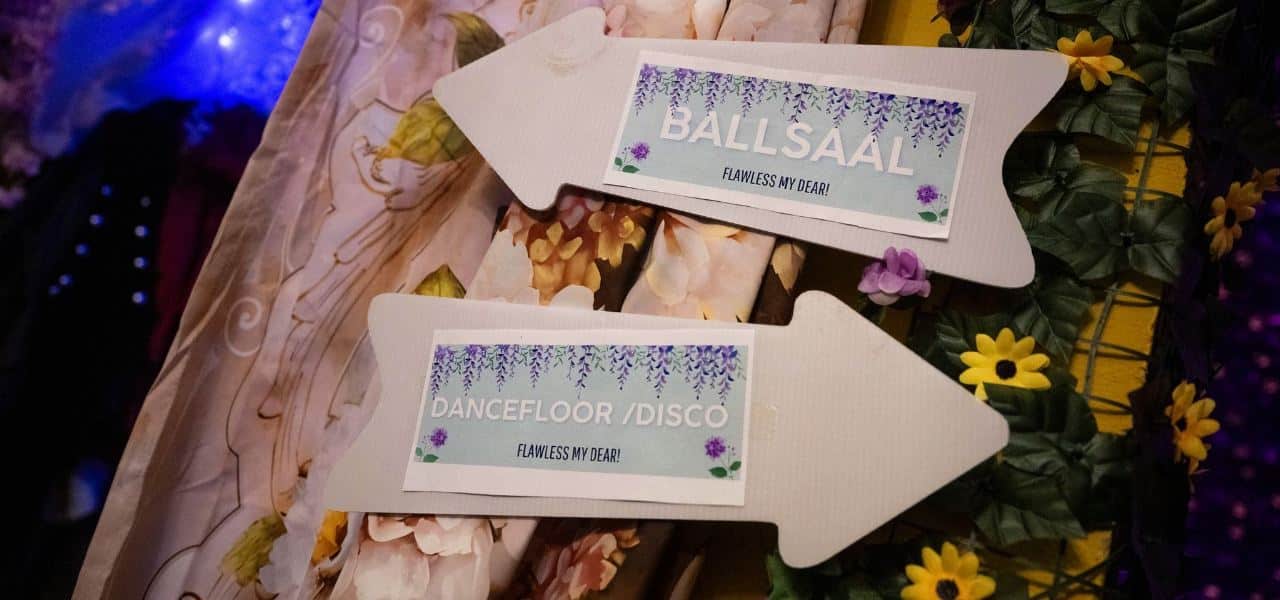 BALLSAAL
FLAWLESS MY DEAR!
DANCEFLOOR /DISCO
FLAWLESS MY DEAR!